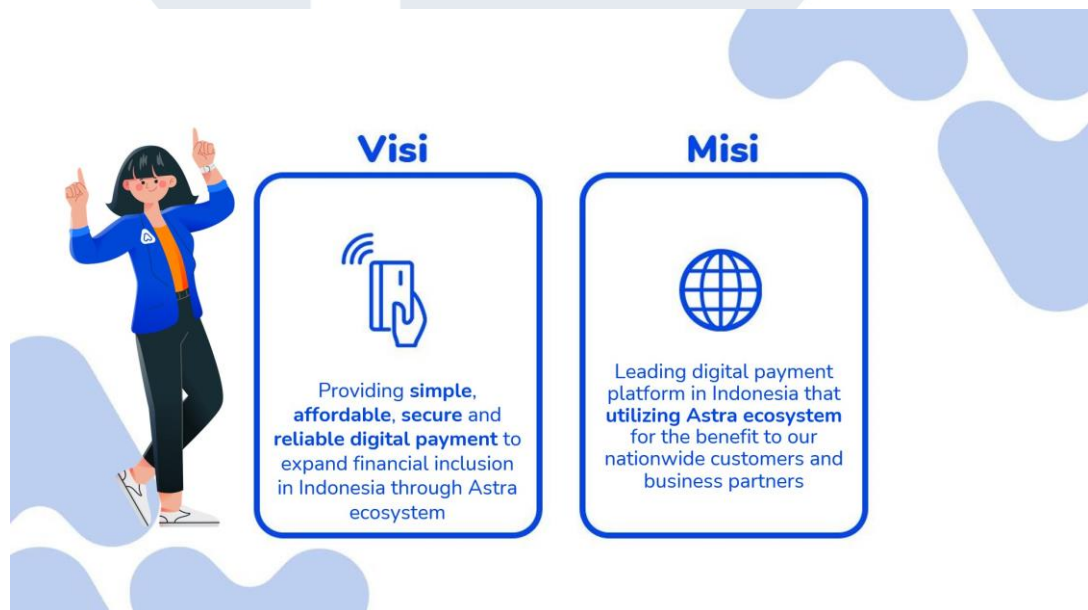 Visi
Providing simple,
affordable, secure and
reliable digital payment to
expand financial inclusion
in Indonesia through Astra
ecosystem
Misi
Leading digital payment
platform in Indonesia that
utilizing Astra ecosystem
for the benefit to our
nationwide customers and
business partners